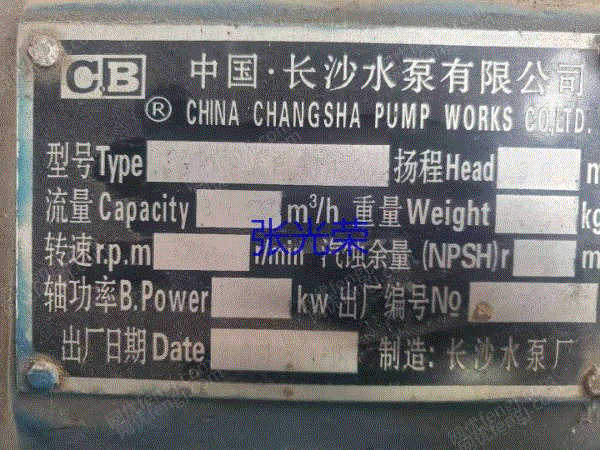 CB 中国·长沙水泵有限公司
® CHINA CHANGSHA PUMP WORKS CO.,LTD.
型号Type 扬程Head m
流量Capacity m³/h 重量Weight kg
张光荣
转速r.p.m r/min 汽蚀余量(NPSH)r m
轴功率B.Power kw 出厂编号No
出厂日期Date 制造:长沙水泵厂